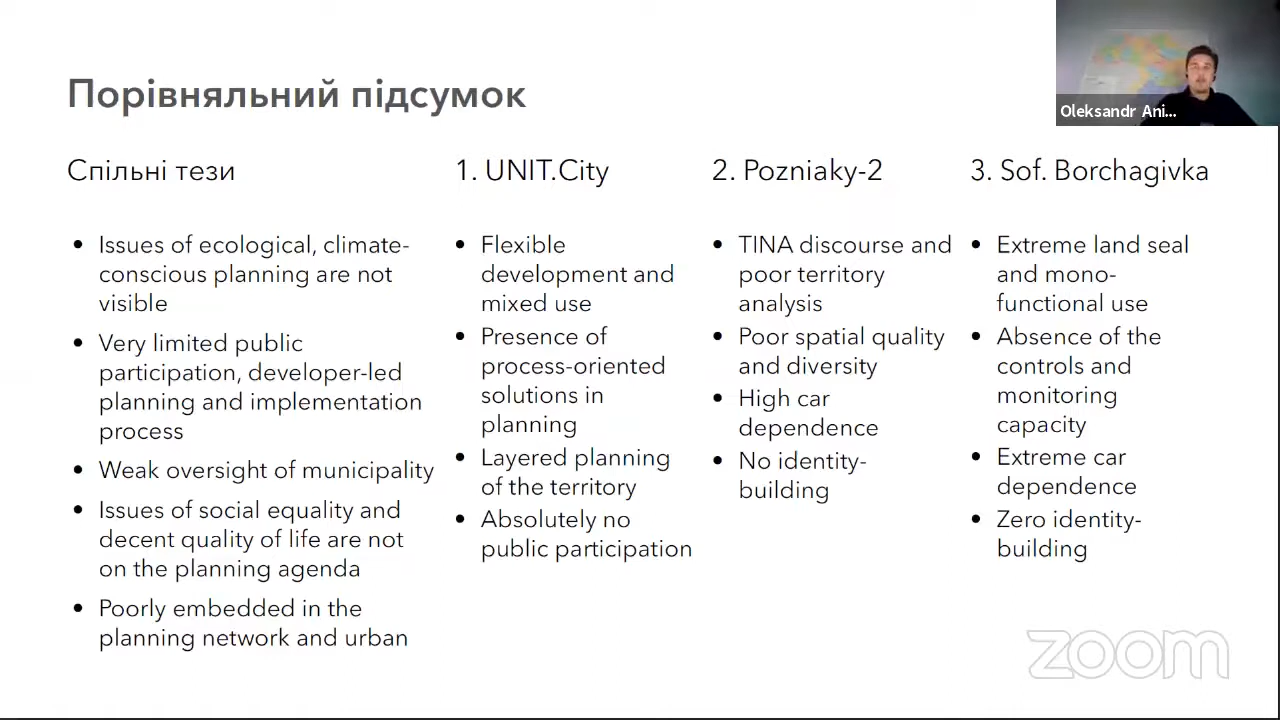 Порівняльний підсумок
Oleksandr Ani...
Спільні тези
• Issues of ecological, climate-
conscious planning are not
visible
• Very limited public
participation, developer-led
planning and implementation
process
• Weak oversight of municipality
• Issues of social equality and
decent quality of life are not
on the planning agenda
• Poorly embedded in the
planning network and urban
1. UNIT.City
• Flexible
development and
mixed use
• Presence of
process-oriented
solutions in
planning
• Layered planning
of the territory
• Absolutely no
public participation
2. Pozniaky-2
• TINA discourse and
poor territory
analysis
• Poor spatial quality
and diversity
• High car
dependence
• No identity-
building
3. Sof. Borchagivka
• Extreme land seal
and mono-
functional use
• Absence of the
controls and
monitoring
capacity
• Extreme car
dependence
• Zero identity-
building
zoom